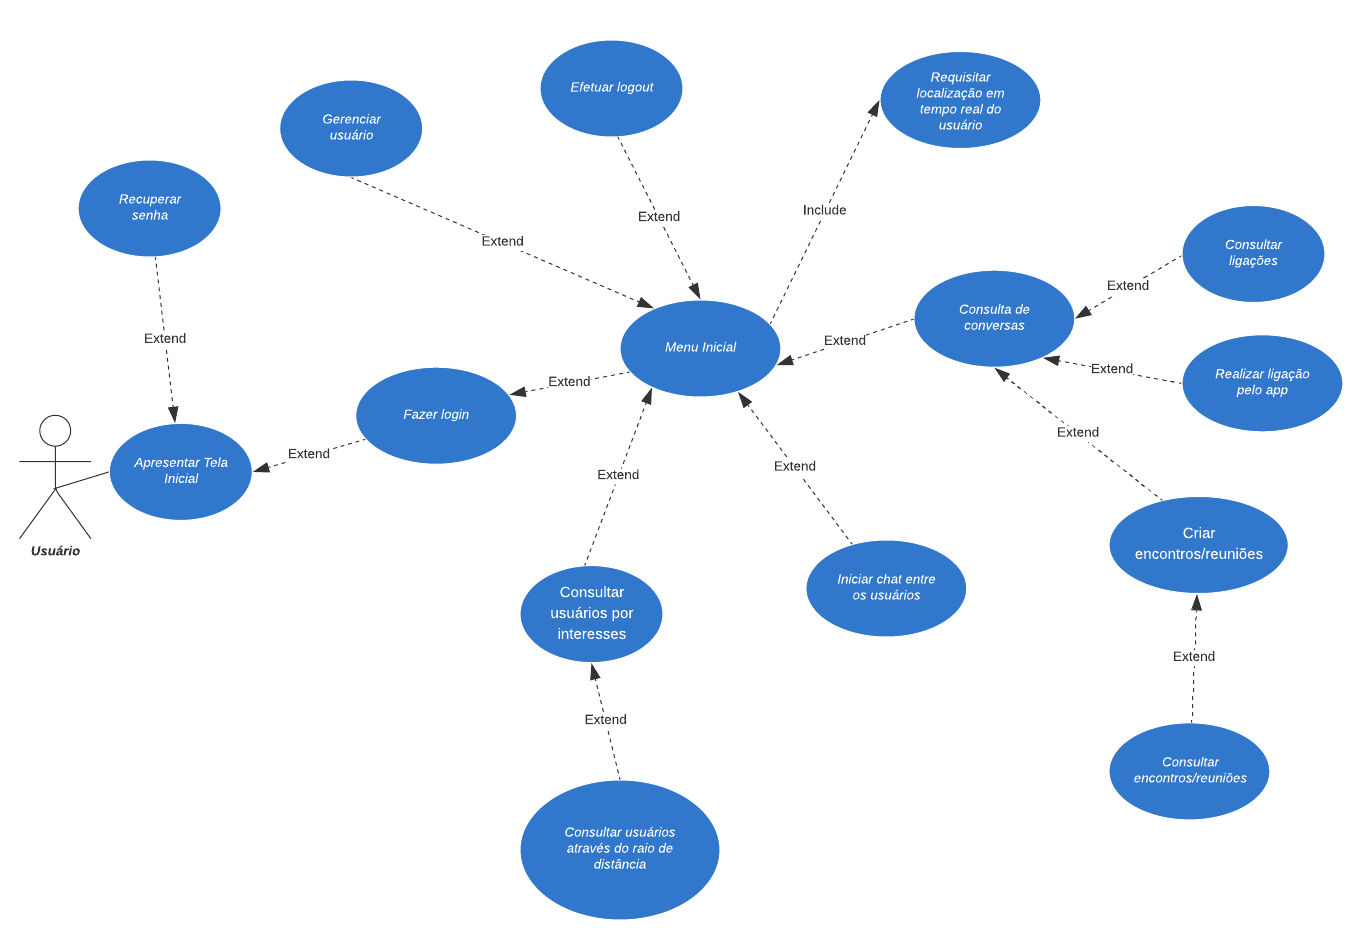 Efetuar logout
Requisitar
localização em
tempo real do
usuário
Gerenciar
usuário
Recuperar
senha
Include
Extend
Extend
Consultar
ligações
Extend
Consulta de
conversas
Extend
Extend
Menu Inicial
Extend
Realizar ligação
pelo app
Extend
Fazer login
Extend
Extend
Apresentar Tela
Inicial
Extend
Extend
Usuário
Criar
encontros/reuniões
Iniciar chat entre
os usuários
Consultar
usuários por
interesses
Extend
Extend
Consultar
encontros/reuniões
Consultar usuários
através do raio de
distância